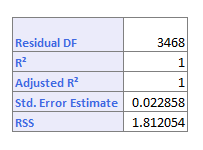 Residual DF 3468
R² 1
Adjusted R² 1
Std. Error Estimate 0.022858
RSS 1.812054